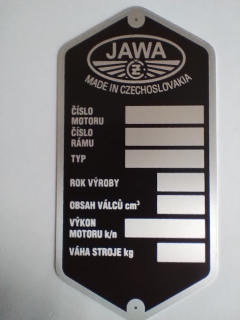 JAWA
ČZ
MADE IN CZECHOSLOVAKIA
ČÍSLO
MOTORU
ČÍSLO
RÁMU
TYP
ROK VÝROBY
OBSAH VÁLCŮ cm³
VÝKON
MOTORU k/n
VÁHA STROJE kg